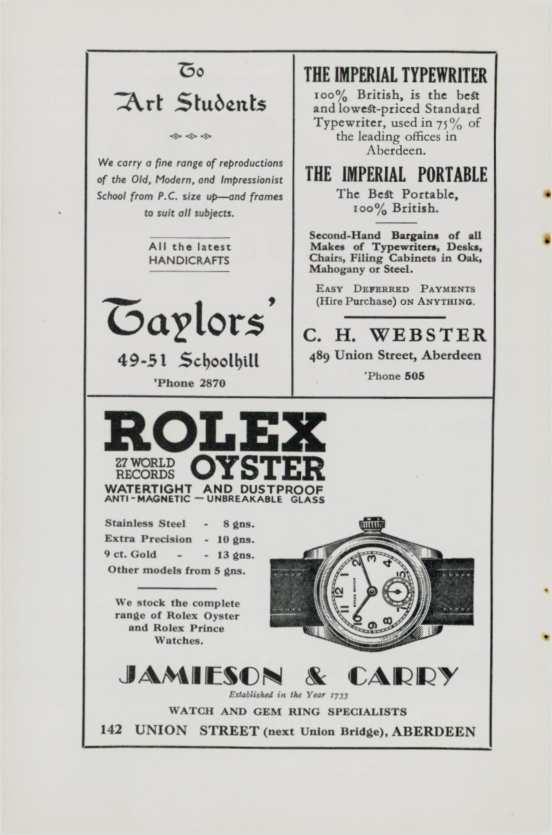 To
Art Students
We carry a fine range of reproductions
of the Old, Modern, and Impressionist
School from P.C. size up—and frames
to suit all subjects.
All the latest
HANDICRAFTS
Taylors'
49-51 Schoolhill
'Phone 2870
THE IMPERIAL TYPEWRITER
100% British, is the best
and lowest-priced Standard
Typewriter, used in 75% of
the leading offices in
Aberdeen.
THE IMPERIAL PORTABLE
The Best Portable,
100% British.
Second-Hand Bargains of all
Makes of Typewriters, Desks,
Chairs, Filing Cabinets in Oak,
Mahogany or Steel.
EASY DEFERRED PAYMENTS
(Hire Purchase) ON ANYTHING.
C. H. WEBSTER
489 Union Street, Aberdeen
'Phone 505
ROLEX
27 WORLD
RECORDS
OYSTER
WATERTIGHT AND DUSTPROOF
ANTI-MAGNETIC — UNBREAKABLE GLASS
Stainless Steel - 8 gns.
Extra Precision - 10 gns.
9 ct. Gold - - 13 gns.
Other models from 5 gns.
We stock the complete
range of Rolex Oyster
and Rolex Prince
Watches.
JAMIESON & CARRY
Established in the Year 1733
WATCH AND GEM RING SPECIALISTS
142 UNION STREET (next Union Bridge), ABERDEEN